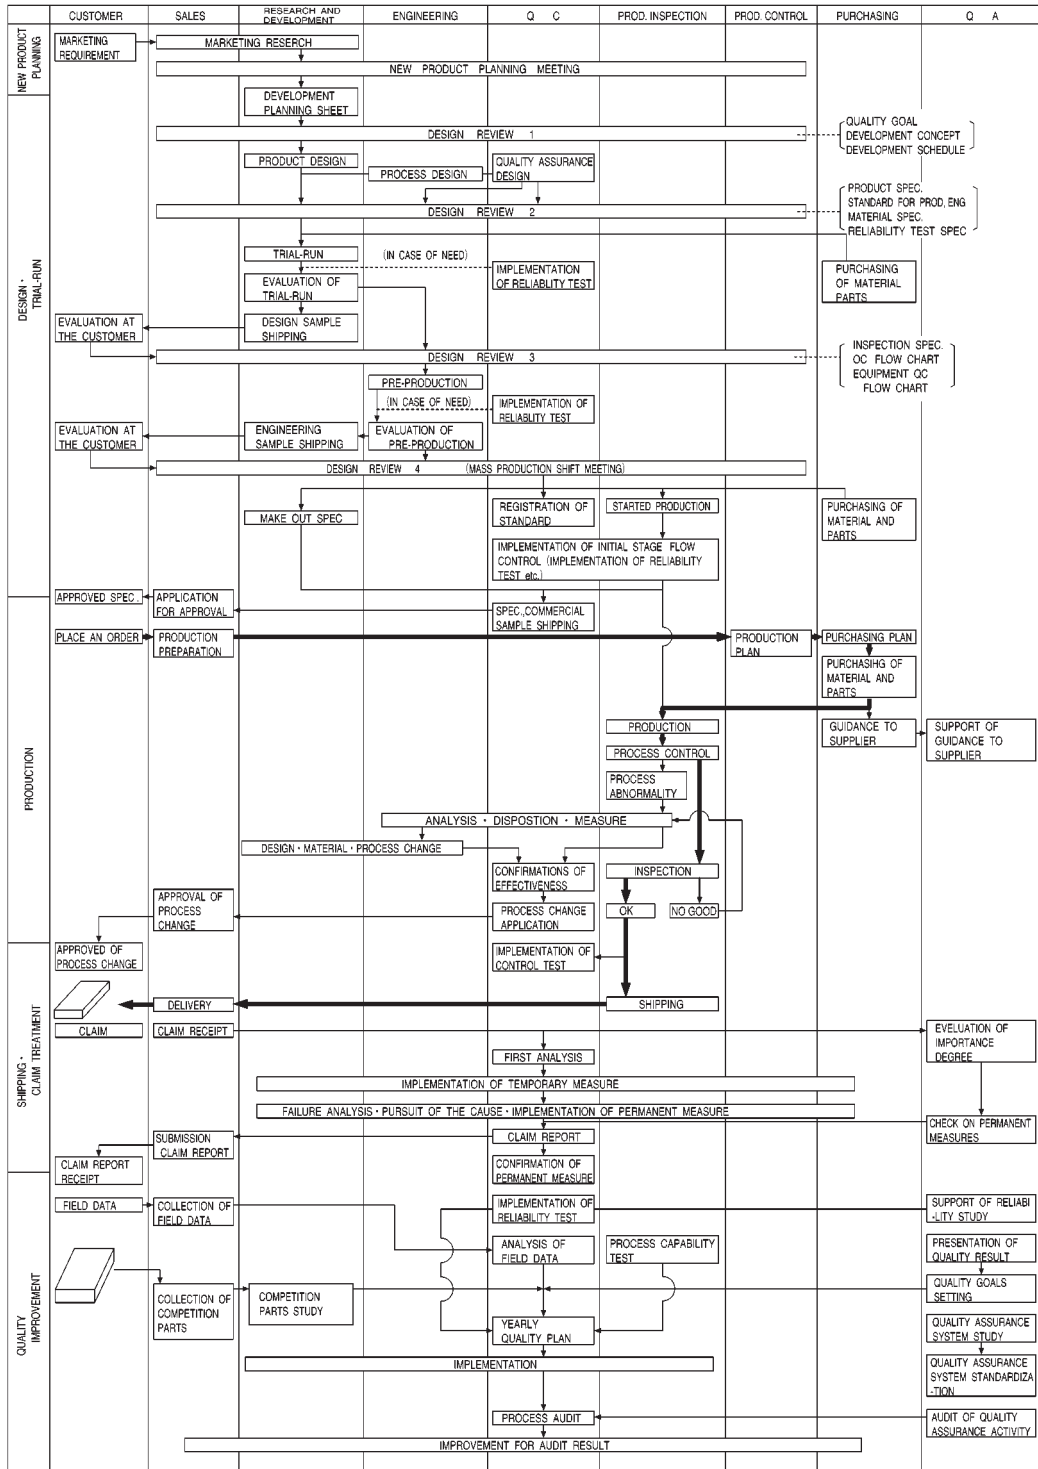 CUSTOMER
SALES
RESEARCH AND
DEVELOPMENT
ENGINEERING
Q C
PROD. INSPECTION
PROD. CONTROL
PURCHASING
Q A
NEW PRODUCT
PLANNING
MARKETING
REQUIREMENT
MARKETING RESERCH
NEW PRODUCT PLANNING MEETING
DEVELOPMENT
PLANNING SHEET
DESIGN・
TRIAL-RUN
DESIGN REVIEW 1
QUALITY GOAL
DEVELOPMENT CONCEPT
DEVELOPMENT SCHEDULE
PRODUCT DESIGN
PROCESS DESIGN
QUALITY ASSURANCE
DESIGN
DESIGN REVIEW 2
PRODUCT SPEC.
STANDARD FOR PROD, ENG
MATERIAL SPEC.
RELIABILITY TEST SPEC
TRIAL-RUN
(IN CASE OF NEED)
IMPLEMENTATION
OF RELIABLITY TEST
PURCHASING
OF MATERIAL
PARTS
EVALUATION OF
TRIAL-RUN
EVALUATION AT
THE CUSTOMER
DESIGN SAMPLE
SHIPPING
DESIGN REVIEW 3
INSPECTION SPEC.
OC FLOW CHART
EQUIPMENT QC
FLOW CHART
PRE-PRODUCTION
(IN CASE OF NEED)
IMPLEMENTATION OF
RELIABLITY TEST
EVALUATION AT
THE CUSTOMER
ENGINEERING
SAMPLE SHIPPING
EVALUATION OF
PRE-PRODUCTION
DESIGN REVIEW 4 (MASS PRODUCTION SHIFT MEETING)
MAKE OUT SPEC
REGISTRATION OF
STANDARD
STARTED PRODUCTION
PURCHASING OF
MATERIAL AND
PARTS
IMPLEMENTATION OF INITIAL STAGE FLOW
CONTROL (IMPLEMENTATION OF RELIABILITY
TEST etc.)
PRODUCTION
APPROVED SPEC.
APPLICATION
FOR APPROVAL
SPEC.,COMMERCIAL
SAMPLE SHIPPING
PLACE AN ORDER
PRODUCTION
PREPARATION
PRODUCTION
PLAN
PURCHASING PLAN
PURCHASIHG OF
MATERIAL AND
PARTS
PRODUCTION
GUIDANCE TO
SUPPLIER
SUPPORT OF
GUIDANCE TO
SUPPLIER
PROCESS CONTROL
PROCESS
ABNORMALITY
ANALYSIS・DISPOSTION・MEASURE
DESIGN・MATERIAL・PROCESS CHANGE
CONFIRMATIONS OF
EFFECTIVENESS
INSPECTION
APPROVAL OF
PROCESS
CHANGE
PROCESS CHANGE
APPLICATION
OK
NO GOOD
SHIPPING・
CLAIM TREATMENT
APPROVED OF
PROCESS CHANGE
IMPLEMENTATION OF
CONTROL TEST
DELIVERY
SHIPPING
CLAIM
CLAIM RECEIPT
EVELUATION OF
IMPORTANCE
DEGREE
FIRST ANALYSIS
IMPLEMENTATION OF TEMPORARY MEASURE
FAILURE ANALYSIS・PURSUIT OF THE CAUSE・IMPLEMENTATION OF PERMANENT MEASURE
CHECK ON PERMANENT
MEASURES
SUBMISSION
CLAIM REPORT
CLAIM REPORT
CLAIM REPORT
RECEIPT
CONFIRMATION OF
PERMANENT MEASURE
QUALITY
IMPROVEMENT
FIELD DATA
COLLECTION OF
FIELD DATA
IMPLEMENTATION OF
RELIABILITY TEST
SUPPORT OF RELIABI
-LITY STUDY
ANALYSIS OF
FIELD DATA
PROCESS CAPABILITY
TEST
PRESENTATION OF
QUALITY RESULT
COLLECTION OF
COMPETITION
PARTS
COMPETITION
PARTS STUDY
QUALITY GOALS
SETTING
YEARLY
QUALITY PLAN
QUALITY ASSURANCE
SYSTEM STUDY
IMPLEMENTATION
QUALITY ASSURANCE
SYSTEM STANDARDIZA
-TION
PROCESS AUDIT
AUDIT OF QUALITY
ASSURANCE ACTIVITY
IMPROVEMENT FOR AUDIT RESULT